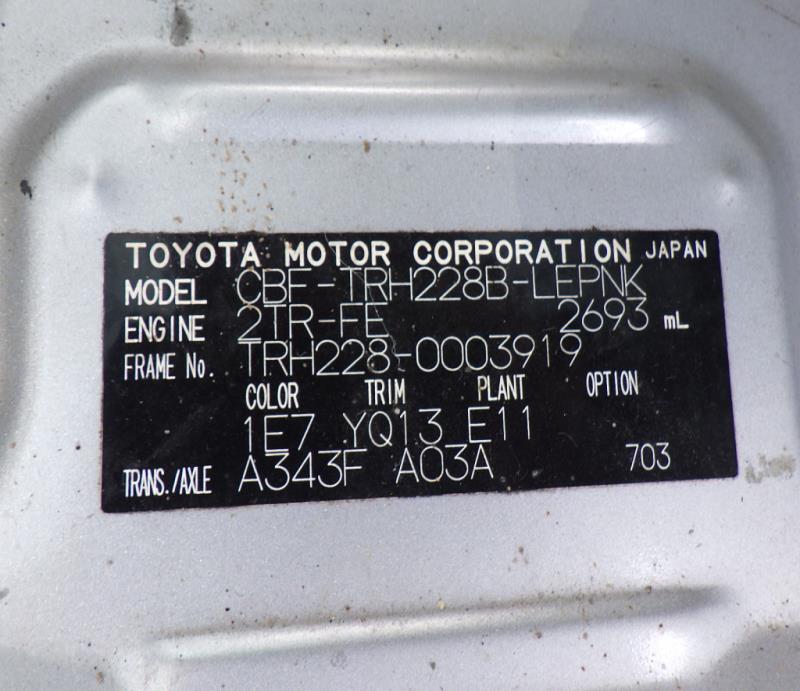 TOYOTA MOTOR CORPORATION JAPAN
MODEL CBF-TRH228B-LEPNK
ENGINE 2TR-FE 2693 mL
FRAME No. TRH228-0003919
COLOR TRIM PLANT OPTION
1E7 YQ13 E11
TRANS./AXLE A343F A03A 703